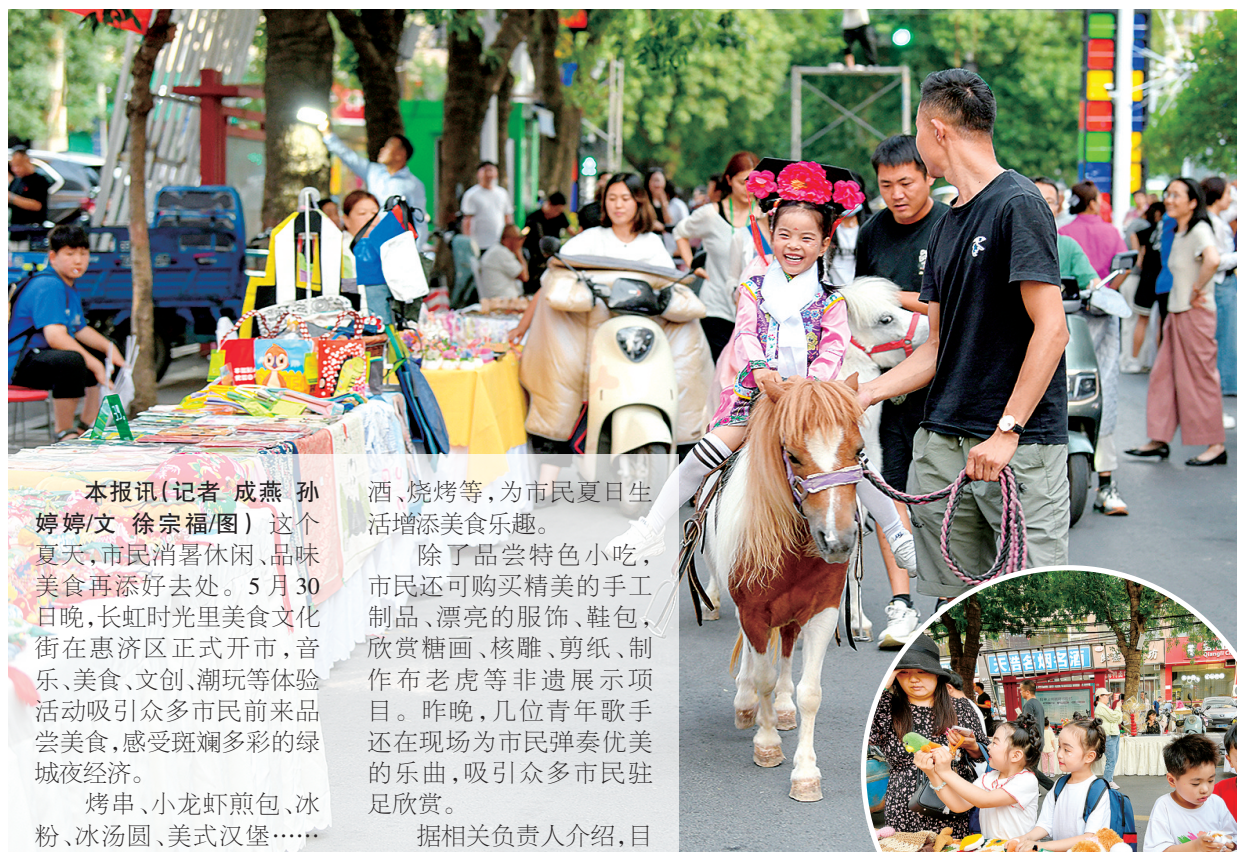 本报讯(记者 成燕 孙
婷婷/文 徐宗福/图) 这个
夏天,市民消暑休闲、品味
美食再添好去处。5月30
日晚,长虹时光里美食文化
街在惠济区正式开市,音
乐、美食、文创、潮玩等体验
活动吸引众多市民前来品
尝美食,感受斑斓多彩的绿
城夜经济。
烤串、小龙虾煎包、冰
粉、冰汤圆、美式汉堡……
酒、烧烤等,为市民夏日生
活增添美食乐趣。
除了品尝特色小吃,
市民还可购买精美的手工
制品、漂亮的服饰、鞋包,
欣赏糖画、核雕、剪纸、制
作布老虎等非遗展示项
目。昨晚,几位青年歌手
还在现场为市民弹奏优美
的乐曲,吸引众多市民驻
足欣赏。
据相关负责人介绍,目